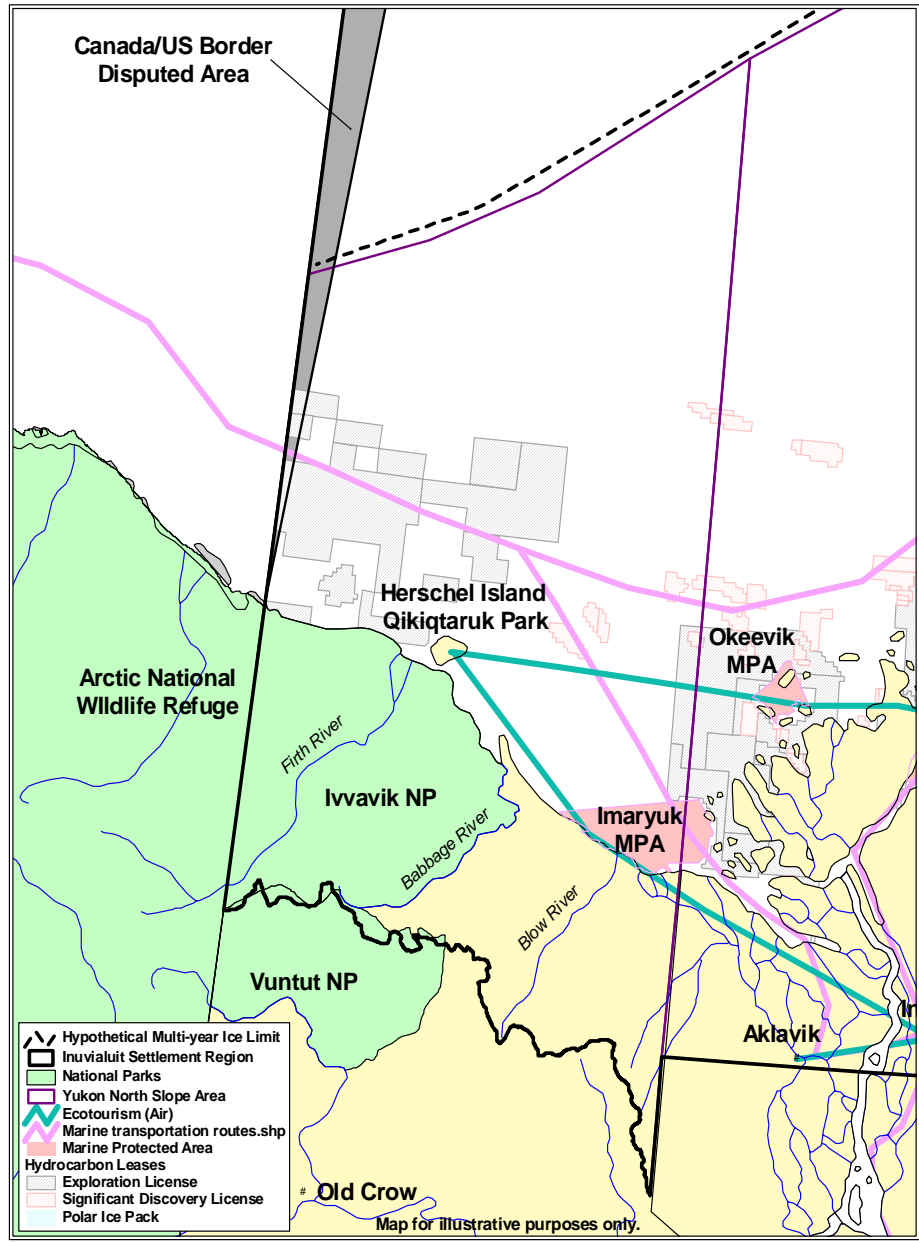 Canada/US Border
Disputed Area
Herschel Island
Qikiqtaruk Park
Okeevik
MPA
Arctic National
WIldlife Refuge
Firth River
Ivvavik NP
Imaryuk
MPA
Babbage River
Blow River
Vuntut NP
In
Aklavik
#
Hypothetical Multi-year Ice Limit
Inuvialuit Settlement Region
National Parks
Yukon North Slope Area
Ecotourism (Air)
Marine transportation routes.shp
Marine Protected Area
Hydrocarbon Leases
Exploration License
Significant Discovery License
Polar Ice Pack
# Old Crow
Map for illustrative purposes only.